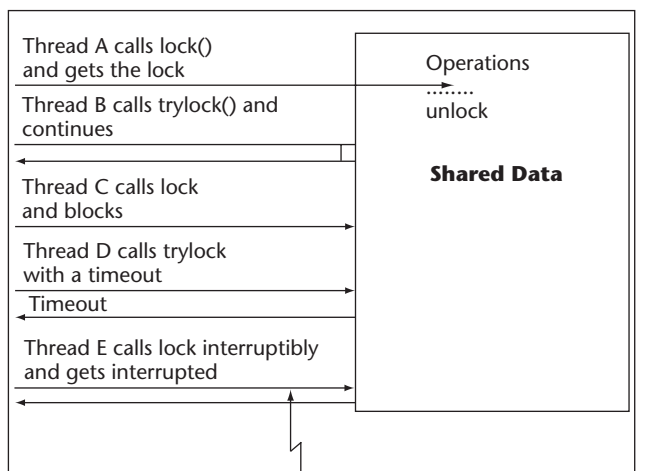 Thread A calls lock()
and gets the lock
Operations
........
unlock
Thread B calls trylock() and
continues
Shared Data
Thread C calls lock
and blocks
Thread D calls trylock
with a timeout
Timeout
Thread E calls lock interruptibly
and gets interrupted